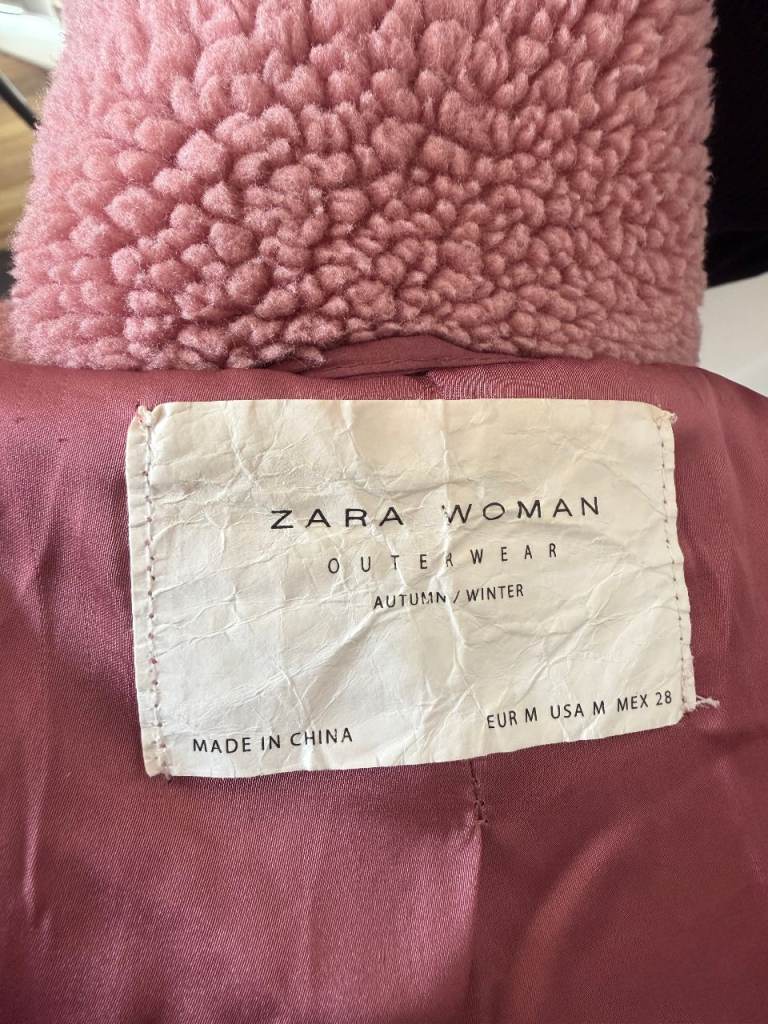 ZARA WOMAN
OUTERWEAR
AUTUMN / WINTER
MADE IN CHINA
EUR M USA M MEX 28